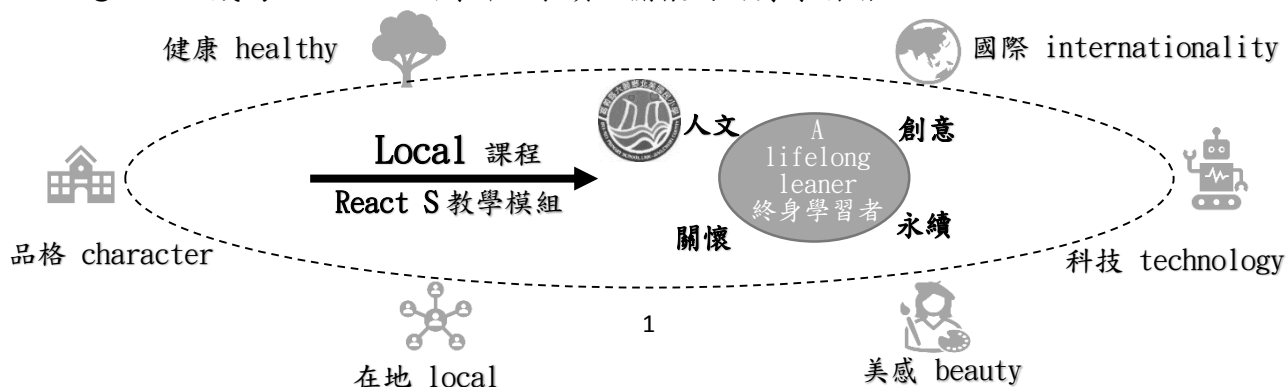 健康 healthy
國際 internationality
人文
創意
A
lifelong
leaner
終身學習者
Local 課程
React S 教學模組
關懷
永續
品格 character
科技 technology
1
在地 local
美感 beauty